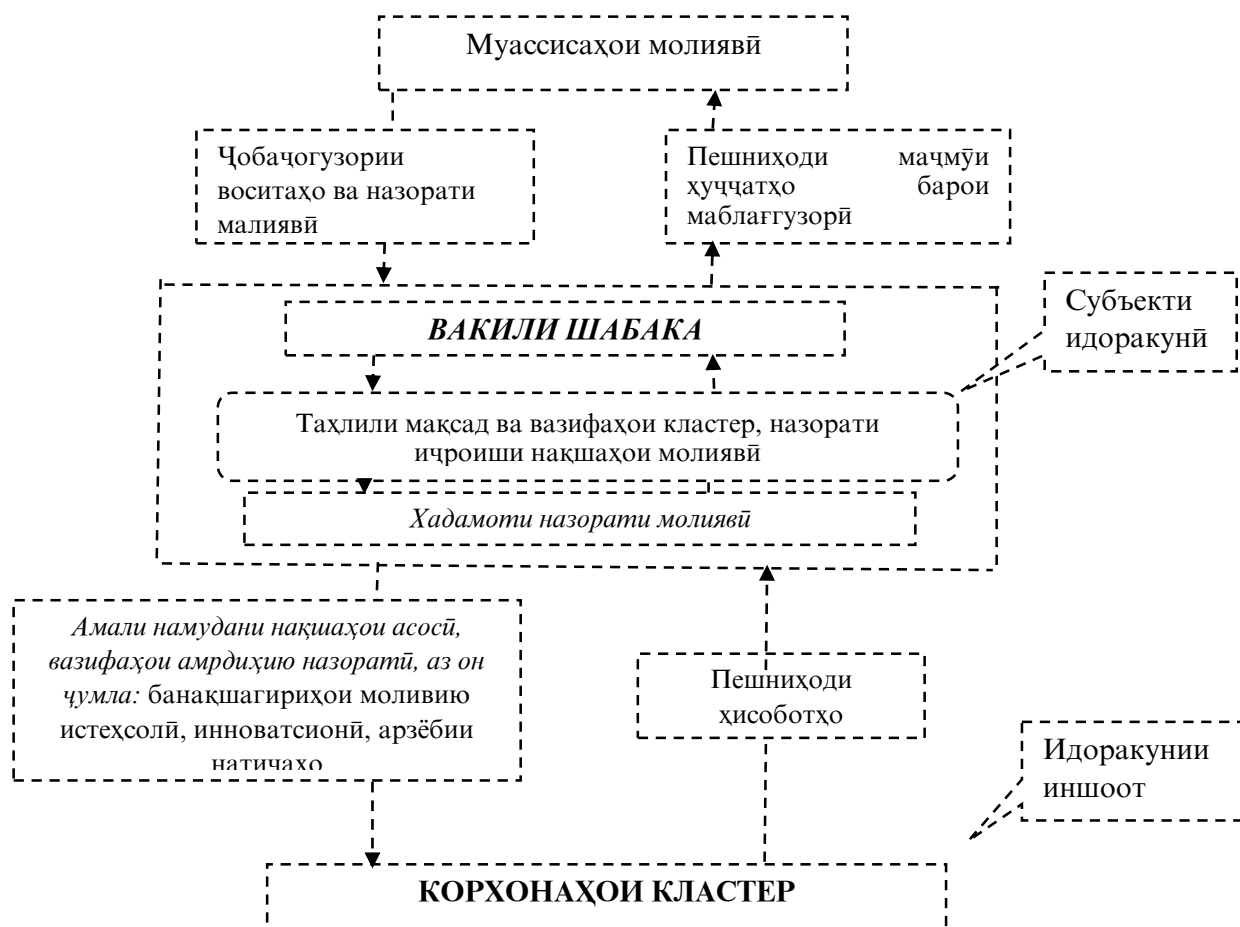 Муассисаҳои молиявӣ
Ҷобаҷогузории
воситаҳо ва назорати
малиявӣ
Пешниҳоди маҷмӯи
ҳуҷҷатҳо барои
маблағгузорӣ
Субъекти
идоракунӣ
ВАКИЛИ ШАБАКА
Таҳлили мақсад ва вазифаҳои кластер, назорати
иҷроиши нақшаҳои молиявӣ
Хадамоти назорати молиявӣ
Амали намудани нақшаҳои асосӣ,
вазифаҳои амрдиҳию назоратӣ, аз он
ҷумла: банақшагириҳои моливию
истеҳсолӣ, инноватсионӣ, арзёбии
натиҷаҳо
Пешниҳоди
ҳисоботҳо
Идоракунии
иншоот
КОРХОНАҲОИ КЛАСТЕР